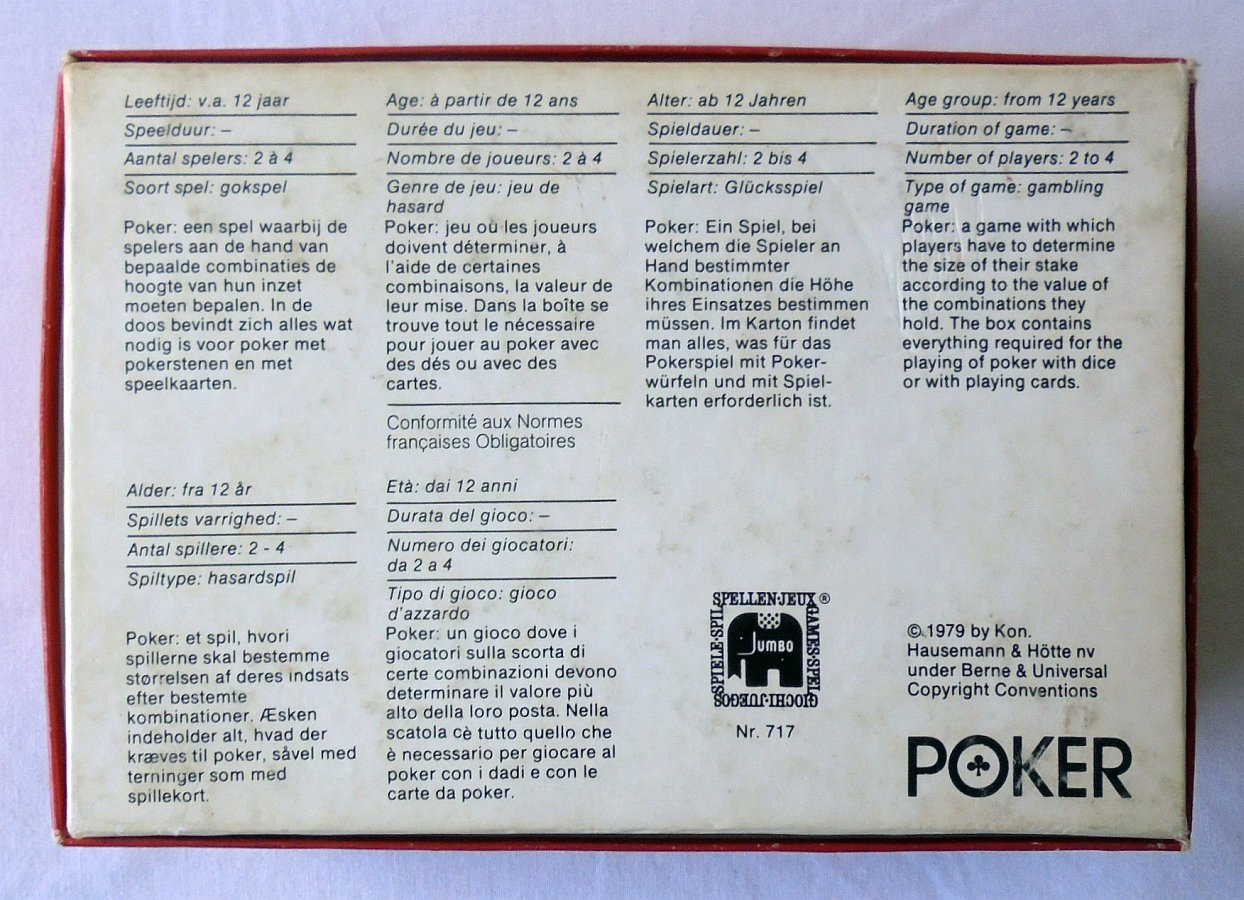 Leeftijd: v.a. 12 jaar
Speelduur: –
Aantal spelers: 2 à 4
Soort spel: gokspel
Poker: een spel waarbij de
spelers aan de hand van
bepaalde combinaties de
hoogte van hun inzet
moeten bepalen. In de
doos bevindt zich alles wat
nodig is voor poker met
pokerstenen en met
speelkaarten.
Age: à partir de 12 ans
Durée du jeu: –
Nombre de joueurs: 2 à 4
Genre de jeu: jeu de
hasard
Poker: jeu où les joueurs
doivent déterminer, à
l'aide de certaines
combinaisons, la valeur de
leur mise. Dans la boîte se
trouve tout le nécessaire
pour jouer au poker avec
des dés ou avec des
cartes.
Conformité aux Normes
françaises Obligatoires
Alter: ab 12 Jahren
Spieldauer: –
Spielerzahl: 2 bis 4
Spielart: Glücksspiel
Poker: Ein Spiel, bei
welchem die Spieler an
Hand bestimmter
Kombinationen die Höhe
ihres Einsatzes bestimmen
müssen. Im Karton findet
man alles, was für das
Pokerspiel mit Poker-
würfeln und mit Spiel-
karten erforderlich ist.
Age group: from 12 years
Duration of game: –
Number of players: 2 to 4
Type of game: gambling
game
Poker: a game with which
players have to determine
the size of their stake
according to the value of
the combinations they
hold. The box contains
everything required for the
playing of poker with dice
or with playing cards.
Alder: fra 12 år
Spillets varrighed: –
Antal spillere: 2 - 4
Spiltype: hasardspil
Poker: et spil, hvori
spillerne skal bestemme
størrelsen af deres indsats
efter bestemte
kombinationer. Æsken
indeholder alt, hvad der
kræves til poker, såvel med
terninger som med
spillekort.
Età: dai 12 anni
Durata del gioco: –
Numero dei giocatori:
da 2 a 4
Tipo di gioco: gioco
d'azzardo
Poker: un gioco dove i
giocatori sulla scorta di
certe combinazioni devono
determinare il valore più
alto della loro posta. Nella
scatola cè tutto quello che
è necessario per giocare al
poker con i dadi e con le
carte da poker.
SPELLEN·JEUX ®
GAMES·SPEL
GIOCHI·JUEGOS
SPIELE·SPIL
JUMBO
Nr. 717
© 1979 by Kon.
Hausemann & Hötte nv
under Berne & Universal
Copyright Conventions
POKER